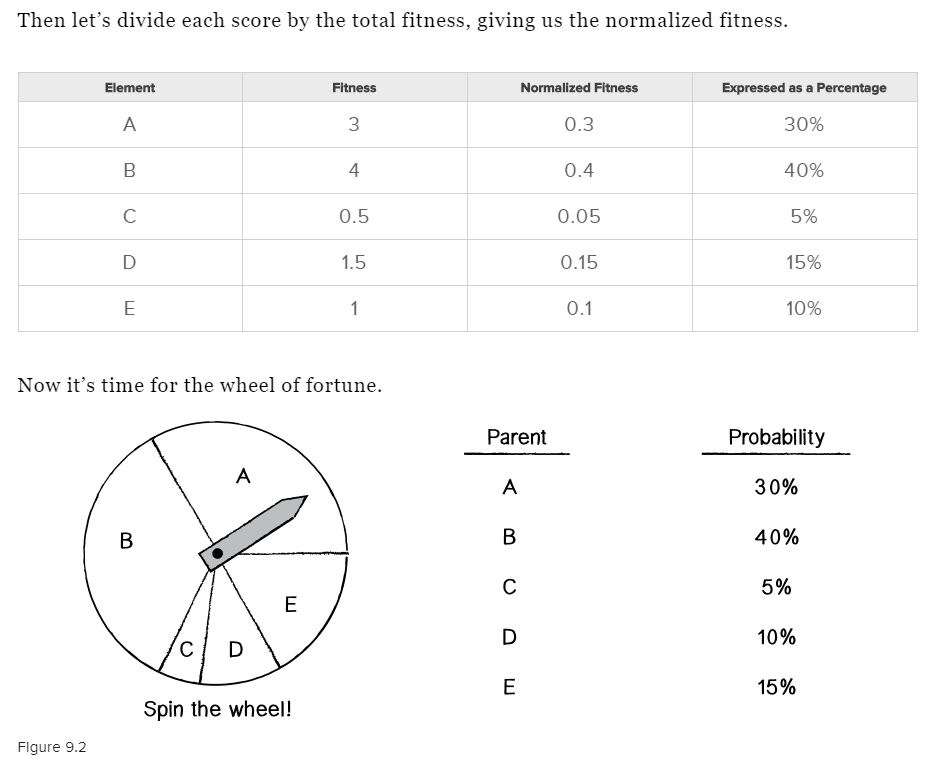 Then let’s divide each score by the total fitness, giving us the normalized fitness.
Element Fitness Normalized Fitness Expressed as a Percentage
A 3 0.3 30%
B 4 0.4 40%
C 0.5 0.05 5%
D 1.5 0.15 15%
E 1 0.1 10%
Now it’s time for the wheel of fortune.
A
B
E
C D
Spin the wheel!
Parent Probability
A 30%
B 40%
C 5%
D 10%
E 15%
Figure 9.2